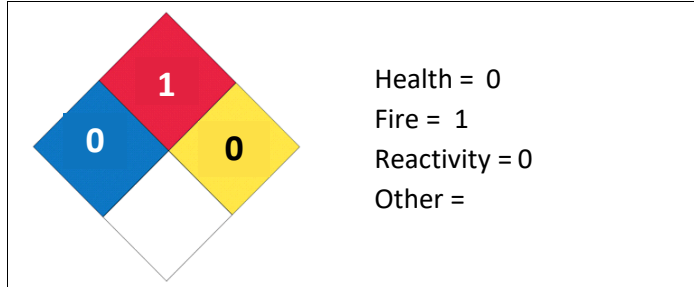 1
0
0
Health = 0
Fire = 1
Reactivity = 0
Other =